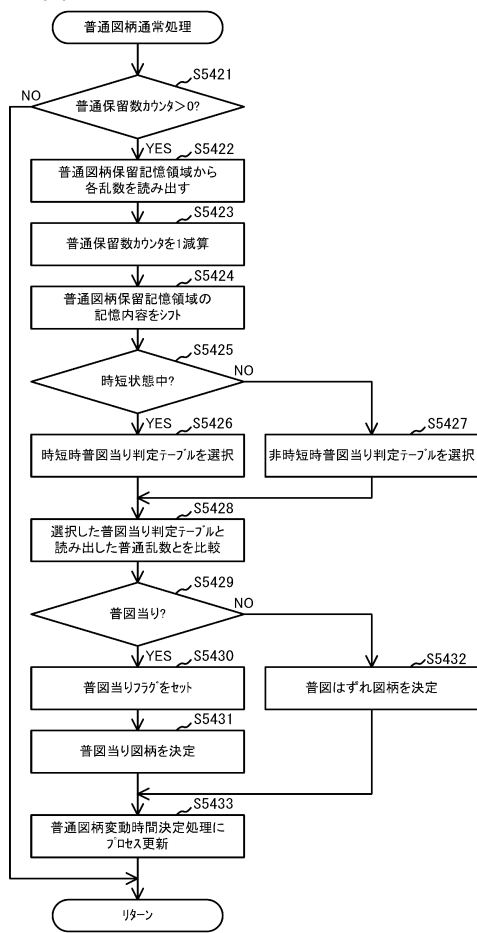 普通図柄通常処理
S5421
NO
普通保留数カウンタ>0?
YES
S5422
普通図柄保留記憶領域から
各乱数を読み出す
S5423
普通保留数カウンタを1減算
S5424
普通図柄保留記憶領域の
記憶内容をシフト
S5425
時短状態中?
NO
YES
S5426
S5427
時短時普図当り判定テーブルを選択
非時短時普図当り判定テーブルを選択
S5428
選択した普図当り判定テーブルと
読み出した普通乱数とを比較
S5429
普図当り?
NO
YES
S5430
S5432
普図当りフラグをセット
普図はずれ図柄を決定
S5431
普図当り図柄を決定
S5433
普通図柄変動時間決定処理に
プロセス更新
リターン